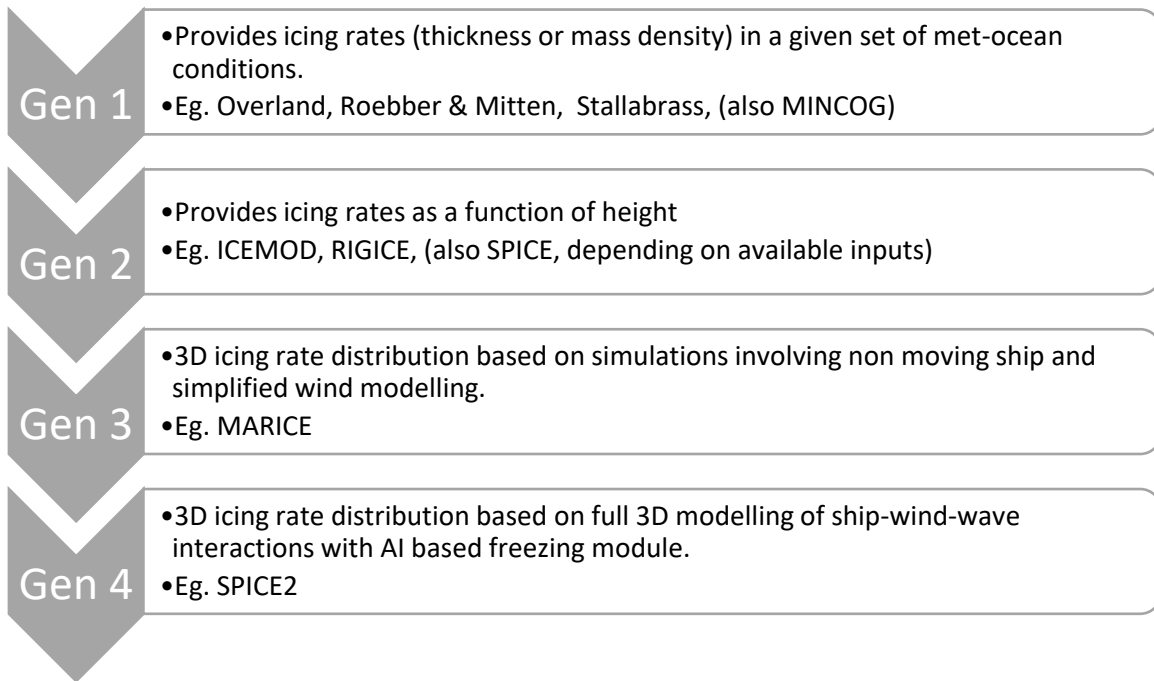 Gen 1
•Provides icing rates (thickness or mass density) in a given set of met-ocean
conditions.
•Eg. Overland, Roebber & Mitten, Stallabrass, (also MINCOG)
Gen 2
•Provides icing rates as a function of height
•Eg. ICEMOD, RIGICE, (also SPICE, depending on available inputs)
Gen 3
•3D icing rate distribution based on simulations involving non moving ship and
simplified wind modelling.
•Eg. MARICE
Gen 4
•3D icing rate distribution based on full 3D modelling of ship-wind-wave
interactions with AI based freezing module.
•Eg. SPICE2